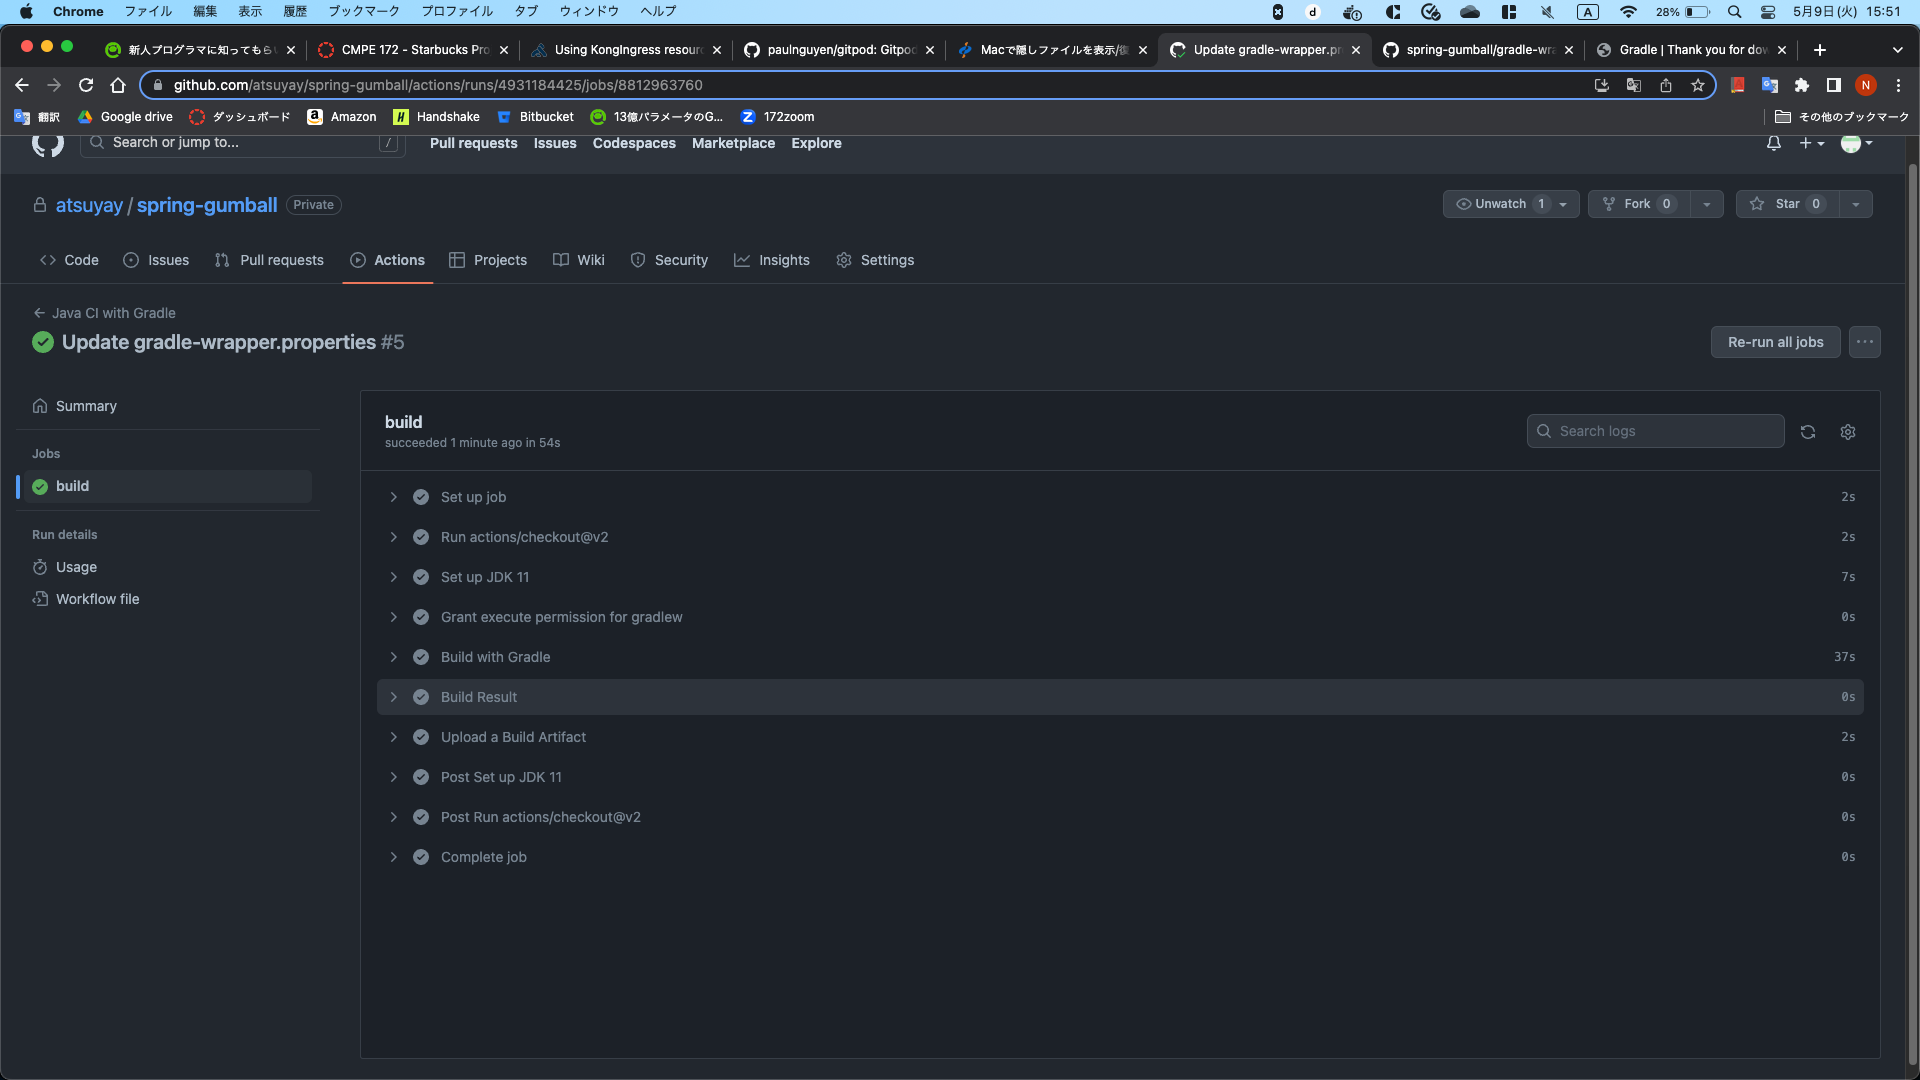 Chrome ファイル 編集 表示 履歴 ブックマーク プロファイル タブ ウィンドウ ヘルプ d A 28% 5月9日(火) 15:51
新人プログラマに知ってもらい CMPE 172 - Starbucks Pro Using KongIngress resour paulnguyen/gitpod: Gitpod Macで隠しファイルを表示/復 Update gradle-wrapper.pr spring-gumball/gradle-wra Gradle | Thank you for dow
github.com/atsuyay/spring-gumball/actions/runs/4931184425/jobs/8812963760 N
翻訳 Google drive ダッシュボード Amazon Handshake Bitbucket 13億パラメータのG... 172zoom その他のブックマーク
Search or jump to... / Pull requests Issues Codespaces Marketplace Explore
atsuyay / spring-gumball Private Unwatch 1 Fork 0 Star 0
Code Issues Pull requests Actions Projects Wiki Security Insights Settings
Java CI with Gradle
Update gradle-wrapper.properties #5 Re-run all jobs
Summary
Jobs
build
Run details
Usage
Workflow file
build
succeeded 1 minute ago in 54s
Search logs
Set up job 2s
Run actions/checkout@v2 2s
Set up JDK 11 7s
Grant execute permission for gradlew 0s
Build with Gradle 37s
Build Result 0s
Upload a Build Artifact 2s
Post Set up JDK 11 0s
Post Run actions/checkout@v2 0s
Complete job 0s